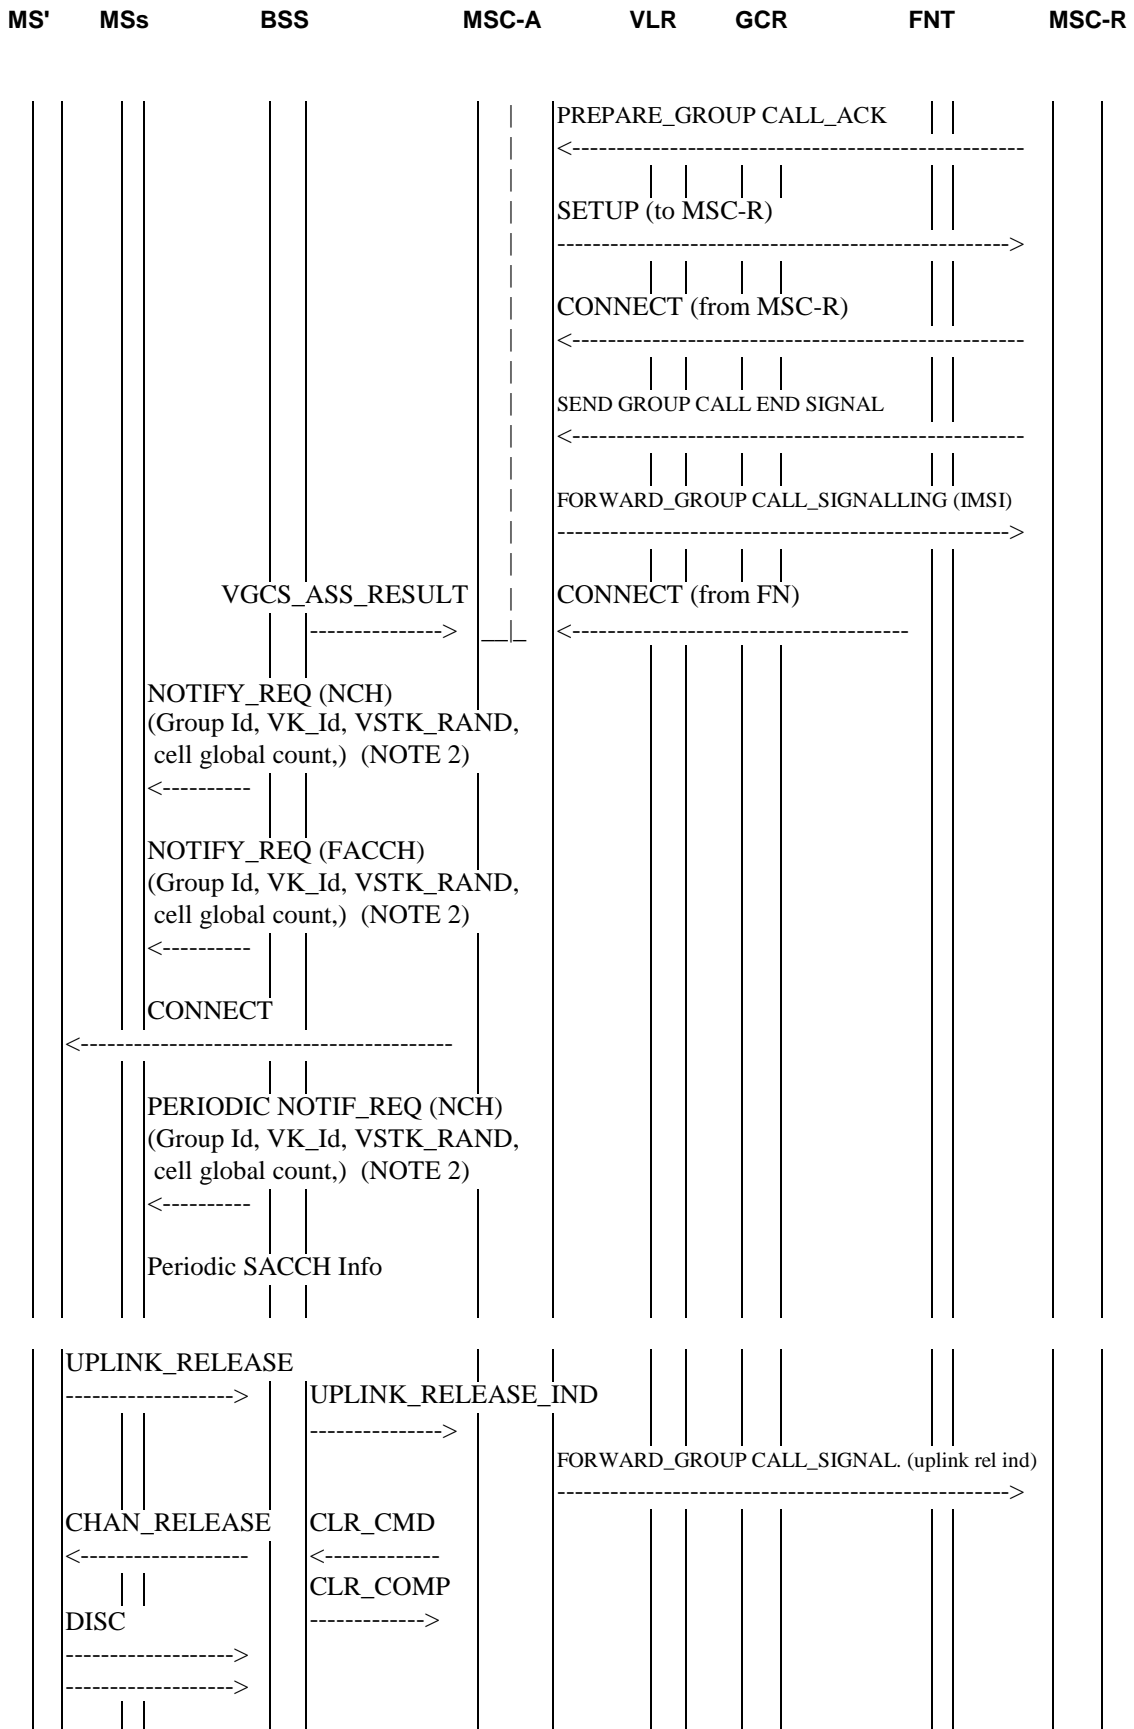 MS' MSs BSS MSC-A VLR GCR FNT MSC-R
PREPARE_GROUP CALL_ACK
<---------------------------------------------------
SETUP (to MSC-R)
--------------------------------------------------->
CONNECT (from MSC-R)
<---------------------------------------------------
SEND GROUP CALL END SIGNAL
<---------------------------------------------------
FORWARD_GROUP CALL_SIGNALLING (IMSI)
--------------------------------------------------->
VGCS_ASS_RESULT CONNECT (from FN)
---------------> __|_ <--------------------------------------
NOTIFY_REQ (NCH)
(Group Id, VK_Id, VSTK_RAND,
cell global count,) (NOTE 2)
<----------
NOTIFY_REQ (FACCH)
(Group Id, VK_Id, VSTK_RAND,
cell global count,) (NOTE 2)
<----------
CONNECT
<------------------------------------------
PERIODIC NOTIF_REQ (NCH)
(Group Id, VK_Id, VSTK_RAND,
cell global count,) (NOTE 2)
<----------
Periodic SACCH Info
UPLINK_RELEASE
-------------------> UPLINK_RELEASE_IND
--------------->
FORWARD_GROUP CALL_SIGNAL. (uplink rel ind)
--------------------------------------------------->
CHAN_RELEASE CLR_CMD
<------------------- <-------------
CLR_COMP
DISC ------------->
------------------->
------------------->